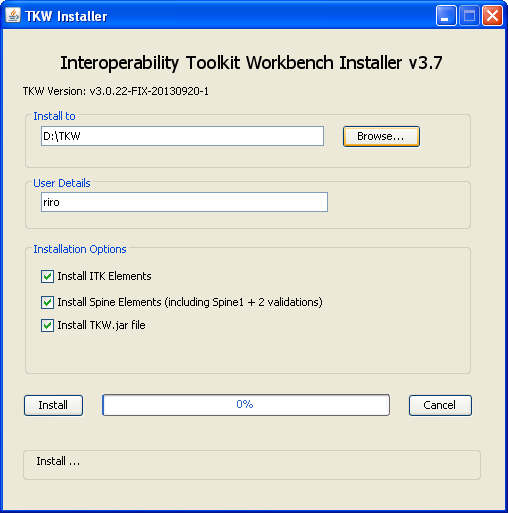 TKW Installer
Interoperability Toolkit Workbench Installer v3.7
TKW Version: v3.0.22-FIX-20130920-1
Install to
D:\TKW
Browse...
User Details
riro
Installation Options
Install ITK Elements
Install Spine Elements (including Spine1 + 2 validations)
Install TKW.jar file
Install
0%
Cancel
Install ...